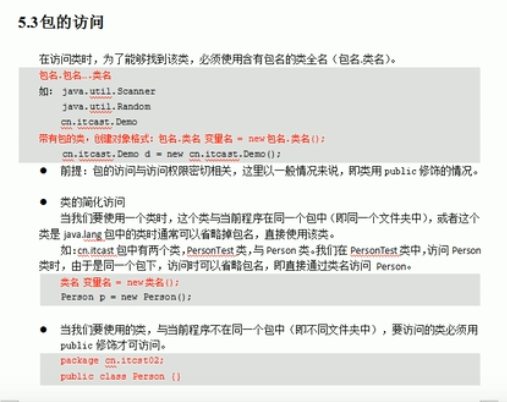 5.3包的访问
在访问类时，为了能够找到该类，必须使用含有包名的类全名（包名.类名）。
包名.包名….类名
如： java.util.Scanner
java.util.Random
cn.itcast.Demo
带有包的类，创建对象格式：包名.类名 变量名 = new包名.类名();
cn.itcast.Demo d = new cn.itcast.Demo();
● 前提：包的访问与访问权限密切相关，这里以一般情况来说，即类用public修饰的情况。
● 类的简化访问
当我们要使用一个类时，这个类与当前程序在同一个包中（即同一个文件夹中），或者这个
类是java.lang包中的类时通常可以省略掉包名，直接使用该类。
如：cn.itcast包中有两个类，PersonTest类，与Person类。我们在PersonTest类中，访问Person
类时，由于是同一个包下，访问时可以省略包名，即直接通过类名访问 Person。
类名 变量名 = new类名();
Person p = new Person();
● 当我们要使用的类，与当前程序不在同一个包中（即不同文件夹中），要访问的类必须用
public修饰才可访问。
package cn.itcst02;
public class Person {}